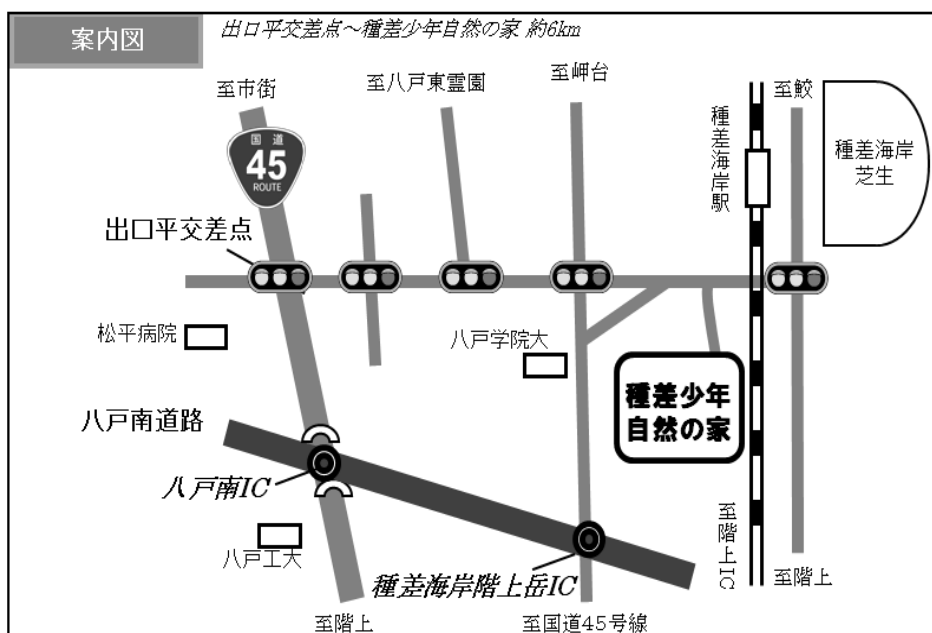 案内図
出口平交差点～種差少年自然の家 約6km
至市街
至八戸東霊園
至岬台
至鮫
国道
45
ROUTE
種差海岸駅
種差海岸
芝生
出口平交差点
松平病院
八戸学院大
種差少年
自然の家
八戸南道路
八戸南IC
八戸工大
種差海岸階上岳IC
至階上IC
至階上
至階上
至国道45号線